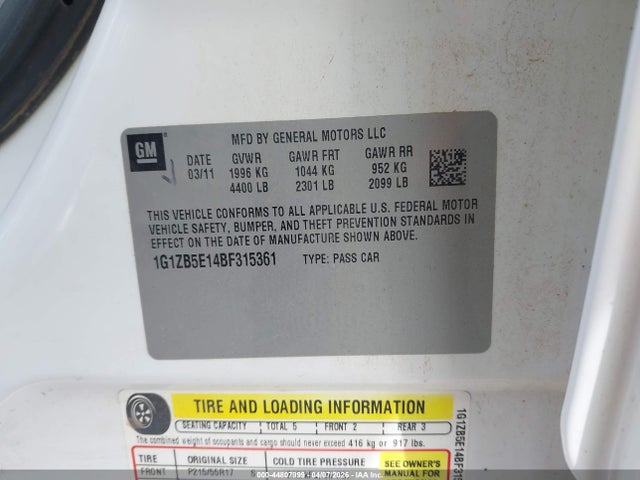 GM
MFD BY GENERAL MOTORS LLC
DATE GVWR GAWR FRT GAWR RR
03/11 1996 KG 1044 KG 952 KG
4400 LB 2301 LB 2099 LB
THIS VEHICLE CONFORMS TO ALL APPLICABLE U.S. FEDERAL MOTOR
VEHICLE SAFETY, BUMPER, AND THEFT PREVENTION STANDARDS IN
EFFECT ON THE DATE OF MANUFACTURE SHOWN ABOVE.
1G1ZB5E14BF315361 TYPE: PASS CAR
TIRE AND LOADING INFORMATION
SEATING CAPACITY TOTAL 5 FRONT 2 REAR 3
The combined weight of occupants and cargo should never exceed 416 kg or 917 lbs.
TIRE ORIGINAL SIZE COLD TIRE PRESSURE SEE OWNER'S
FRONT P215/55R17 MANUAL FOR
1G1ZB5E14BF315
000 - 44807999 - 04/07/2026 - WWW.IAAI.COM